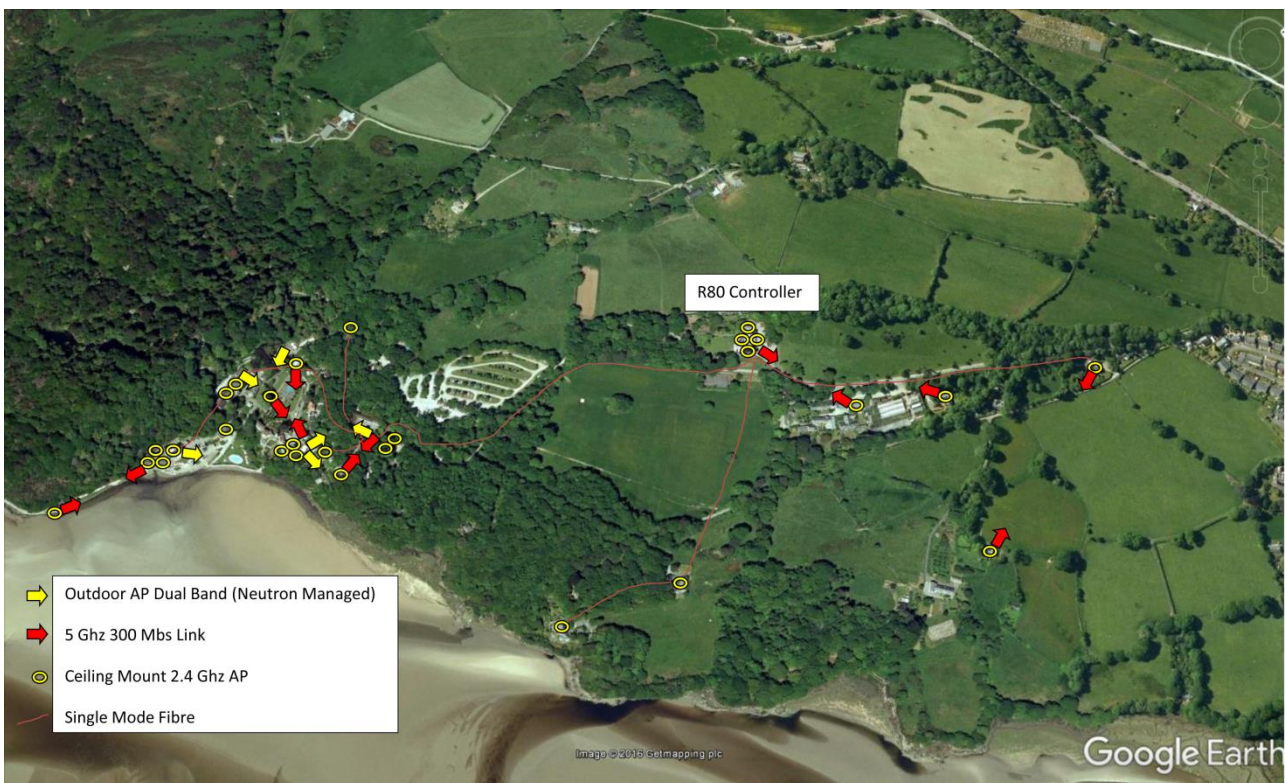 R80 Controller
Outdoor AP Dual Band (Neutron Managed)
5 Ghz 300 Mbs Link
Ceiling Mount 2.4 Ghz AP
Single Mode Fibre
Image © 2016 Getmapping plc
Google Earth